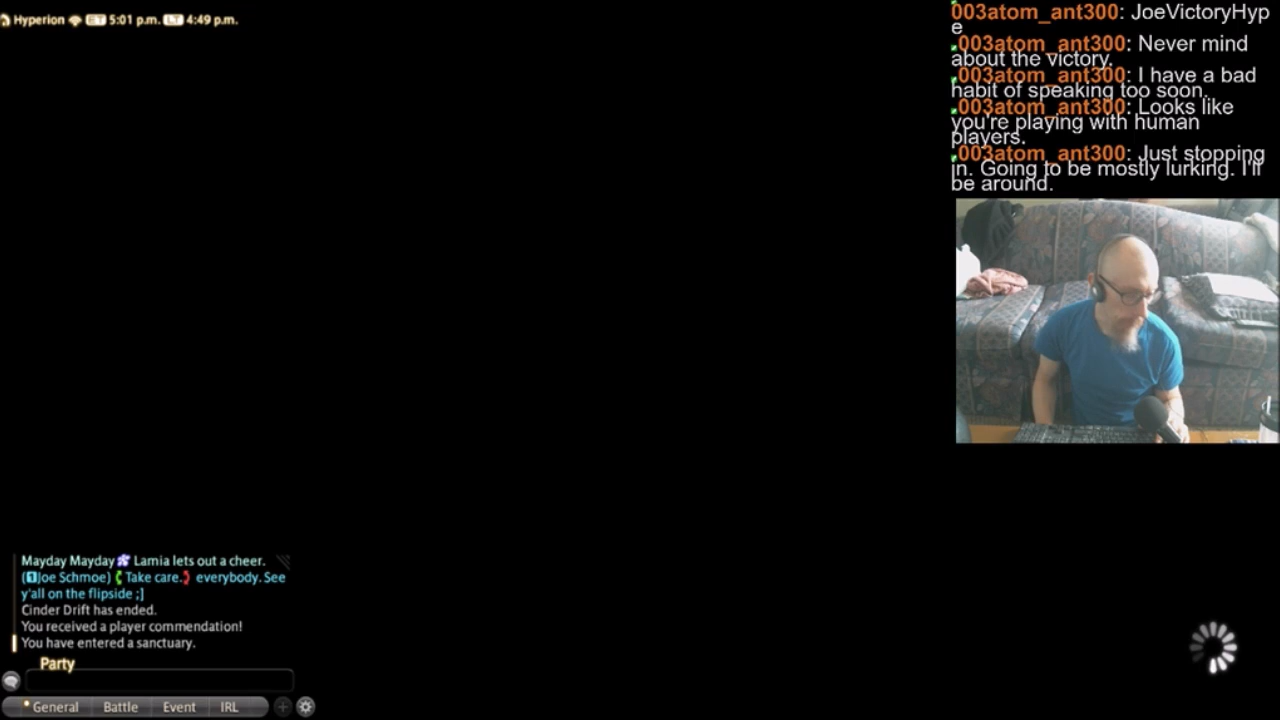 Hyperion ET 5:01 p.m. LT 4:49 p.m.
003atom_ant300: JoeVictoryHyp
e
003atom_ant300: Never mind
about the victory.
003atom_ant300: I have a bad
habit of speaking too soon.
003atom_ant300: Looks like
you're playing with human
players.
003atom_ant300: Just stopping
in. Going to be mostly lurking. I'll
be around.
Mayday Mayday Lamia lets out a cheer.
(1Joe Schmoe) Take care. everybody. See
y'all on the flipside ;]
Cinder Drift has ended.
You received a player commendation!
You have entered a sanctuary.
Party
General Battle Event IRL